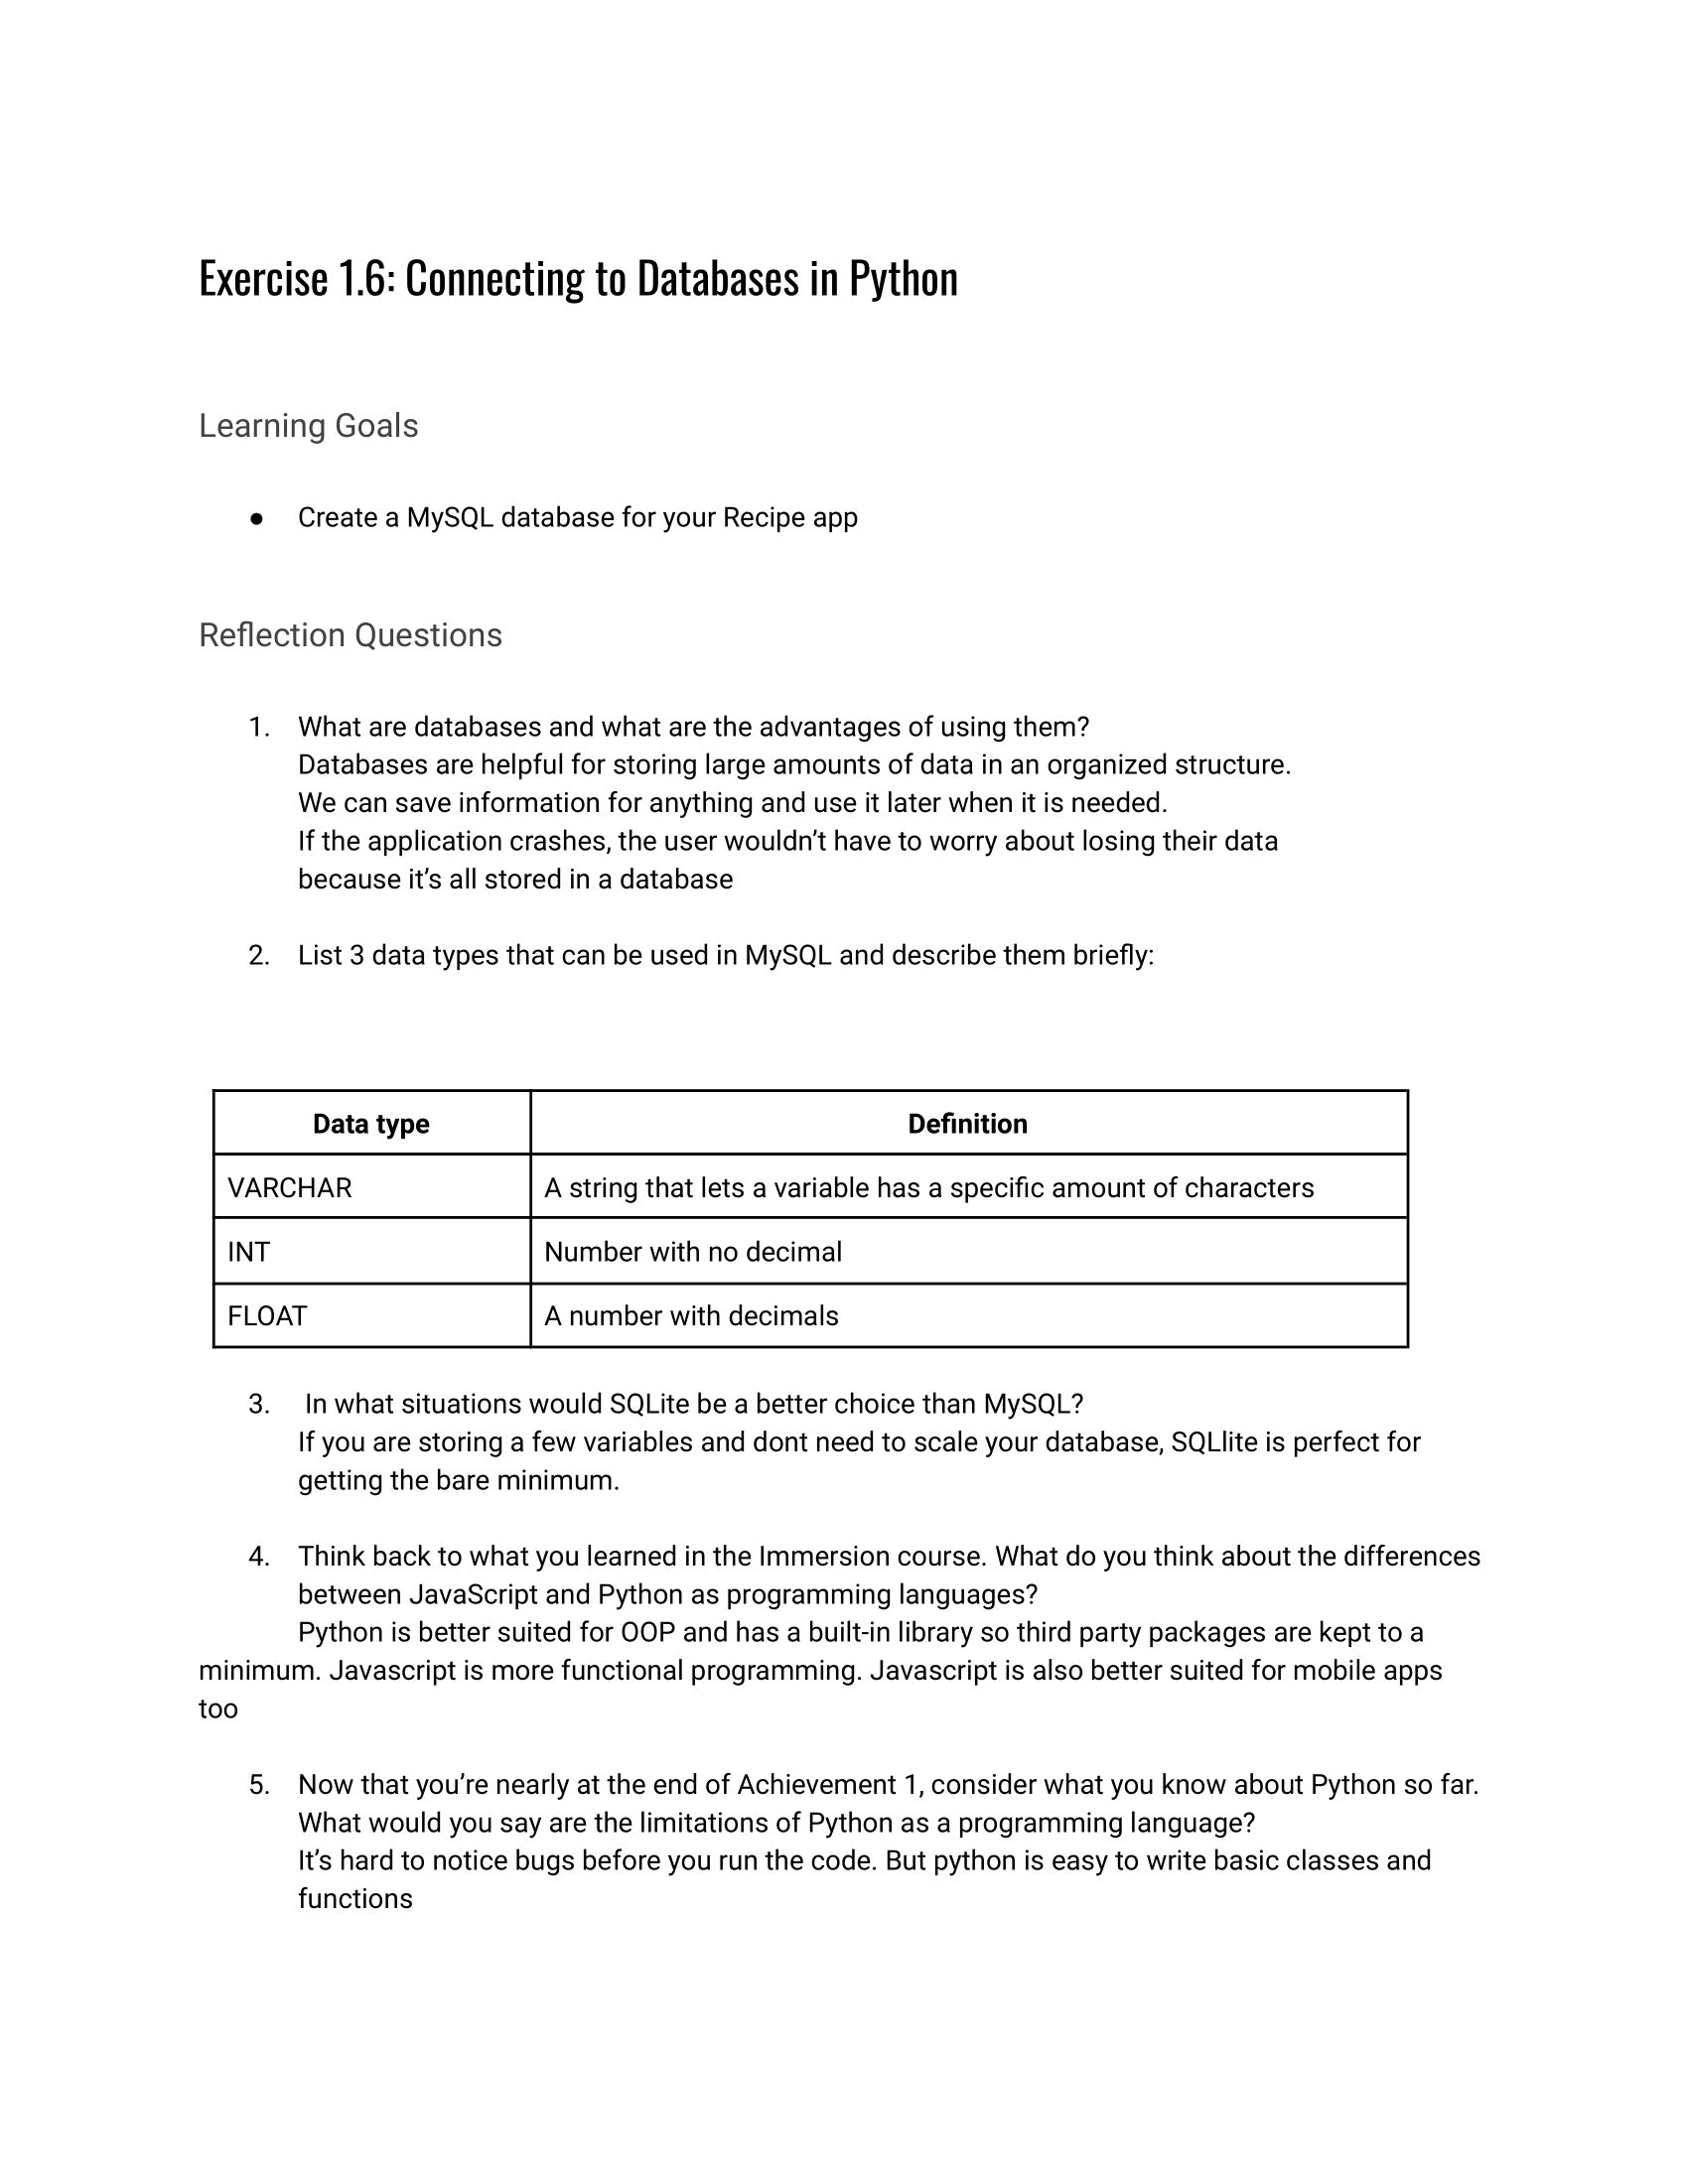 Exercise 1.6: Connecting to Databases in Python
Learning Goals
● Create a MySQL database for your Recipe app
Reflection Questions
1. What are databases and what are the advantages of using them?
Databases are helpful for storing large amounts of data in an organized structure.
We can save information for anything and use it later when it is needed.
If the application crashes, the user wouldn’t have to worry about losing their data
because it’s all stored in a database
2. List 3 data types that can be used in MySQL and describe them briefly:
Data type Definition
VARCHAR A string that lets a variable has a specific amount of characters
INT Number with no decimal
FLOAT A number with decimals
3. In what situations would SQLite be a better choice than MySQL?
If you are storing a few variables and dont need to scale your database, SQLlite is perfect for
getting the bare minimum.
4. Think back to what you learned in the Immersion course. What do you think about the differences
between JavaScript and Python as programming languages?
Python is better suited for OOP and has a built-in library so third party packages are kept to a
minimum. Javascript is more functional programming. Javascript is also better suited for mobile apps
too
5. Now that you’re nearly at the end of Achievement 1, consider what you know about Python so far.
What would you say are the limitations of Python as a programming language?
It’s hard to notice bugs before you run the code. But python is easy to write basic classes and
functions